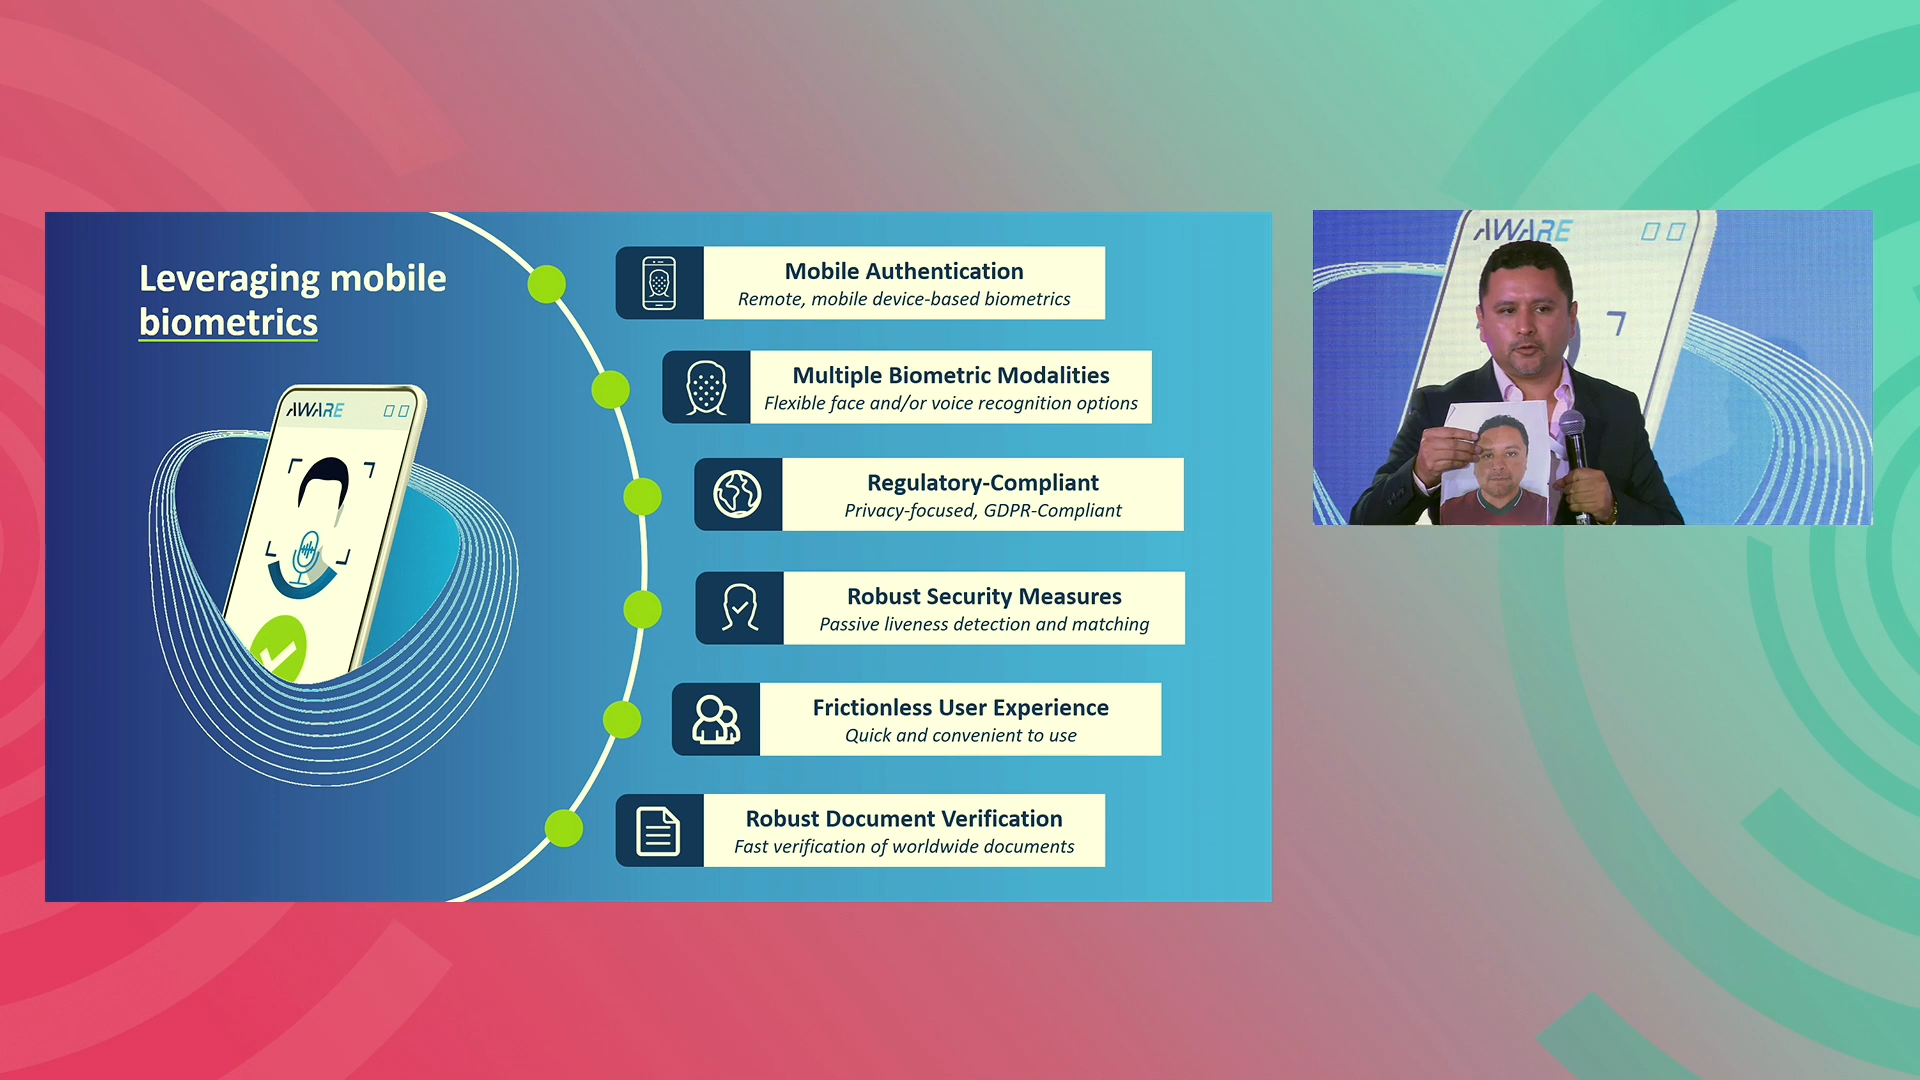 Leveraging mobile
biometrics
AWARE
Mobile Authentication
Remote, mobile device-based biometrics
Multiple Biometric Modalities
Flexible face and/or voice recognition options
Regulatory-Compliant
Privacy-focused, GDPR-Compliant
Robust Security Measures
Passive liveness detection and matching
Frictionless User Experience
Quick and convenient to use
Robust Document Verification
Fast verification of worldwide documents
AWARE